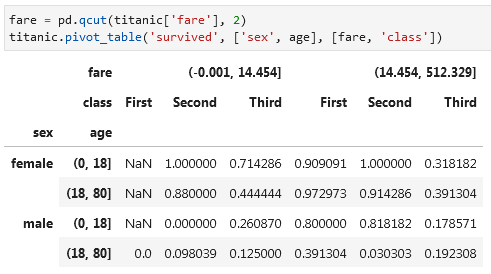 fare = pd.qcut(titanic['fare'], 2)
titanic.pivot_table('survived', ['sex', age], [fare, 'class'])
fare (-0.001, 14.454] (14.454, 512.329]
class First Second Third First Second Third
sex age
female (0, 18] NaN 1.000000 0.714286 0.909091 1.000000 0.318182
(18, 80] NaN 0.880000 0.444444 0.972973 0.914286 0.391304
male (0, 18] NaN 0.000000 0.260870 0.800000 0.818182 0.178571
(18, 80] 0.0 0.098039 0.125000 0.391304 0.030303 0.192308